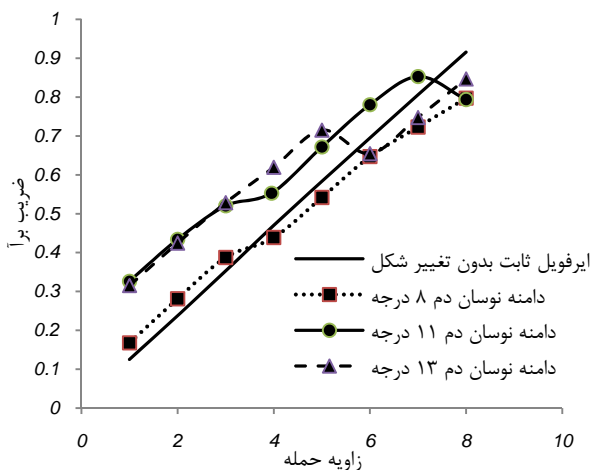 1
0.9
0.8
0.7
0.6
0.5
0.4
0.3
0.2
0.1
0
ضریب برآ
ایرفویل ثابت بدون تغییر شکل
دامنه نوسان دم ۸ درجه
دامنه نوسان دم ۱۱ درجه
دامنه نوسان دم ۱۳ درجه
0 2 4 6 8 10
زاویه حمله